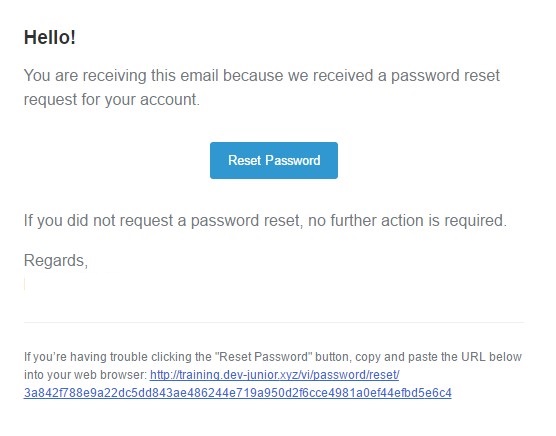 Hello!
You are receiving this email because we received a password reset
request for your account.
Reset Password
If you did not request a password reset, no further action is required.
Regards,
If you’re having trouble clicking the "Reset Password" button, copy and paste the URL below
into your web browser: http://training.dev-junior.xyz/vi/password/reset/
3a842f788e9a22dc5dd843ae486244e719a950d2f6cce4981a0ef44efbd5e6c4